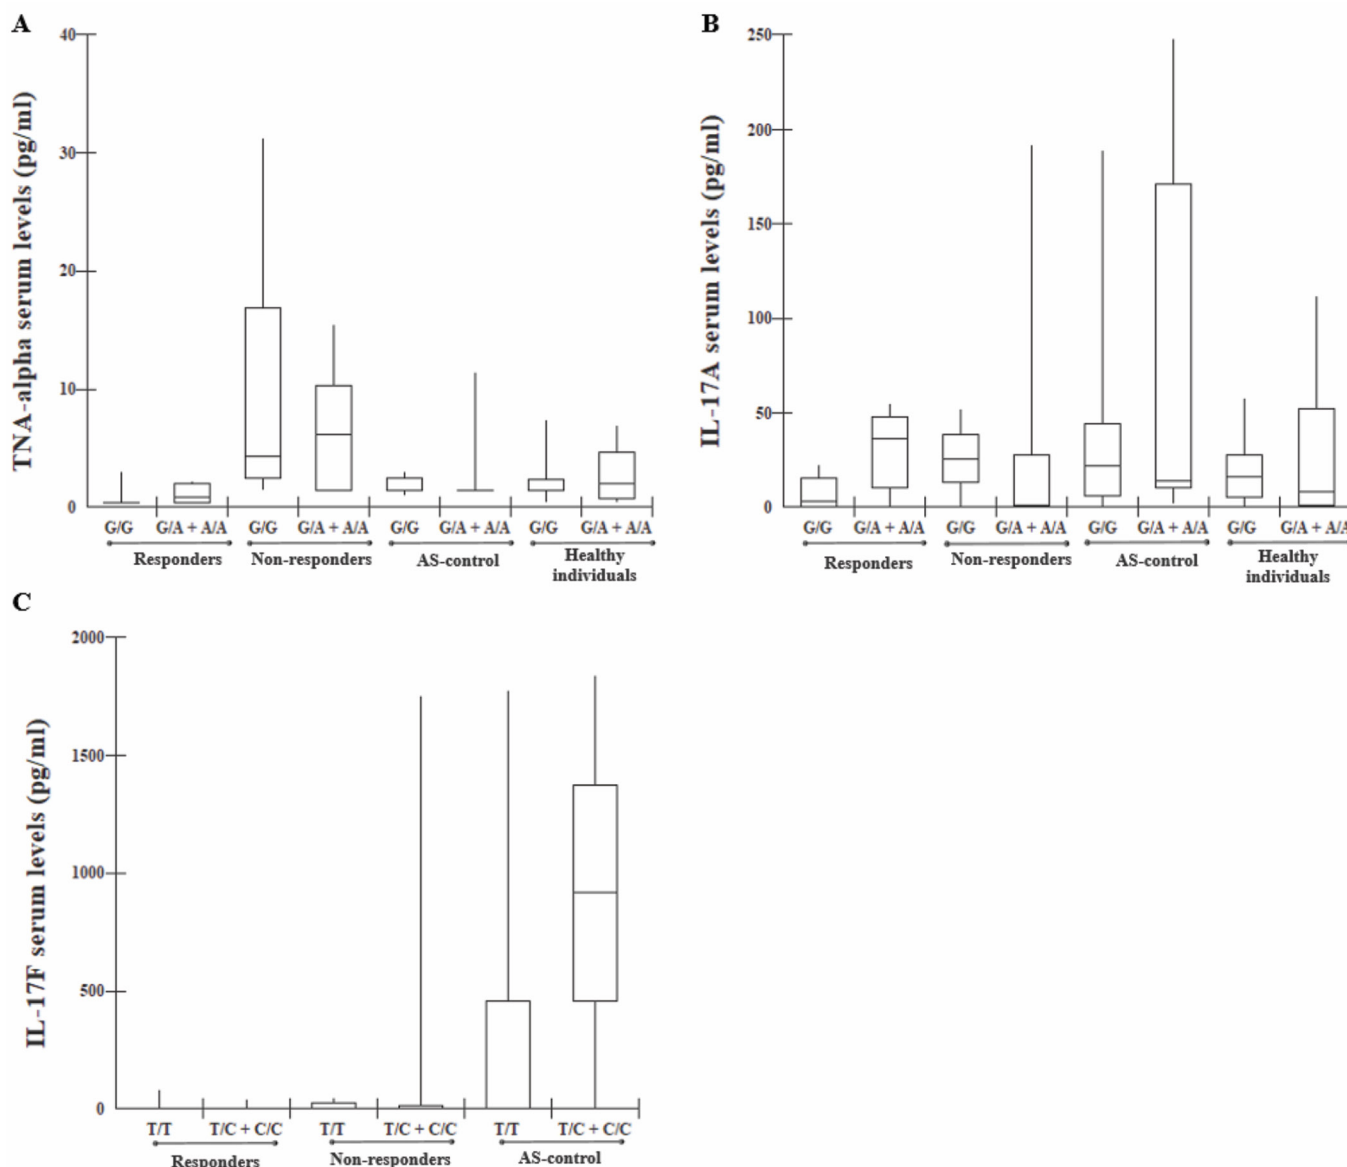 A
TNA-alpha serum levels (pg/ml)
40
30
20
10
0
G/G G/A + A/A G/G G/A + A/A G/G G/A + A/A G/G G/A + A/A
Responders Non-responders AS-control Healthy
individuals
B
IL-17A serum levels (pg/ml)
250
200
150
100
50
0
G/G G/A + A/A G/G G/A + A/A G/G G/A + A/A G/G G/A + A/A
Responders Non-responders AS-control Healthy
individuals
C
IL-17F serum levels (pg/ml)
2000
1500
1000
500
0
T/T T/C + C/C T/T T/C + C/C T/T T/C + C/C
Responders Non-responders AS-control